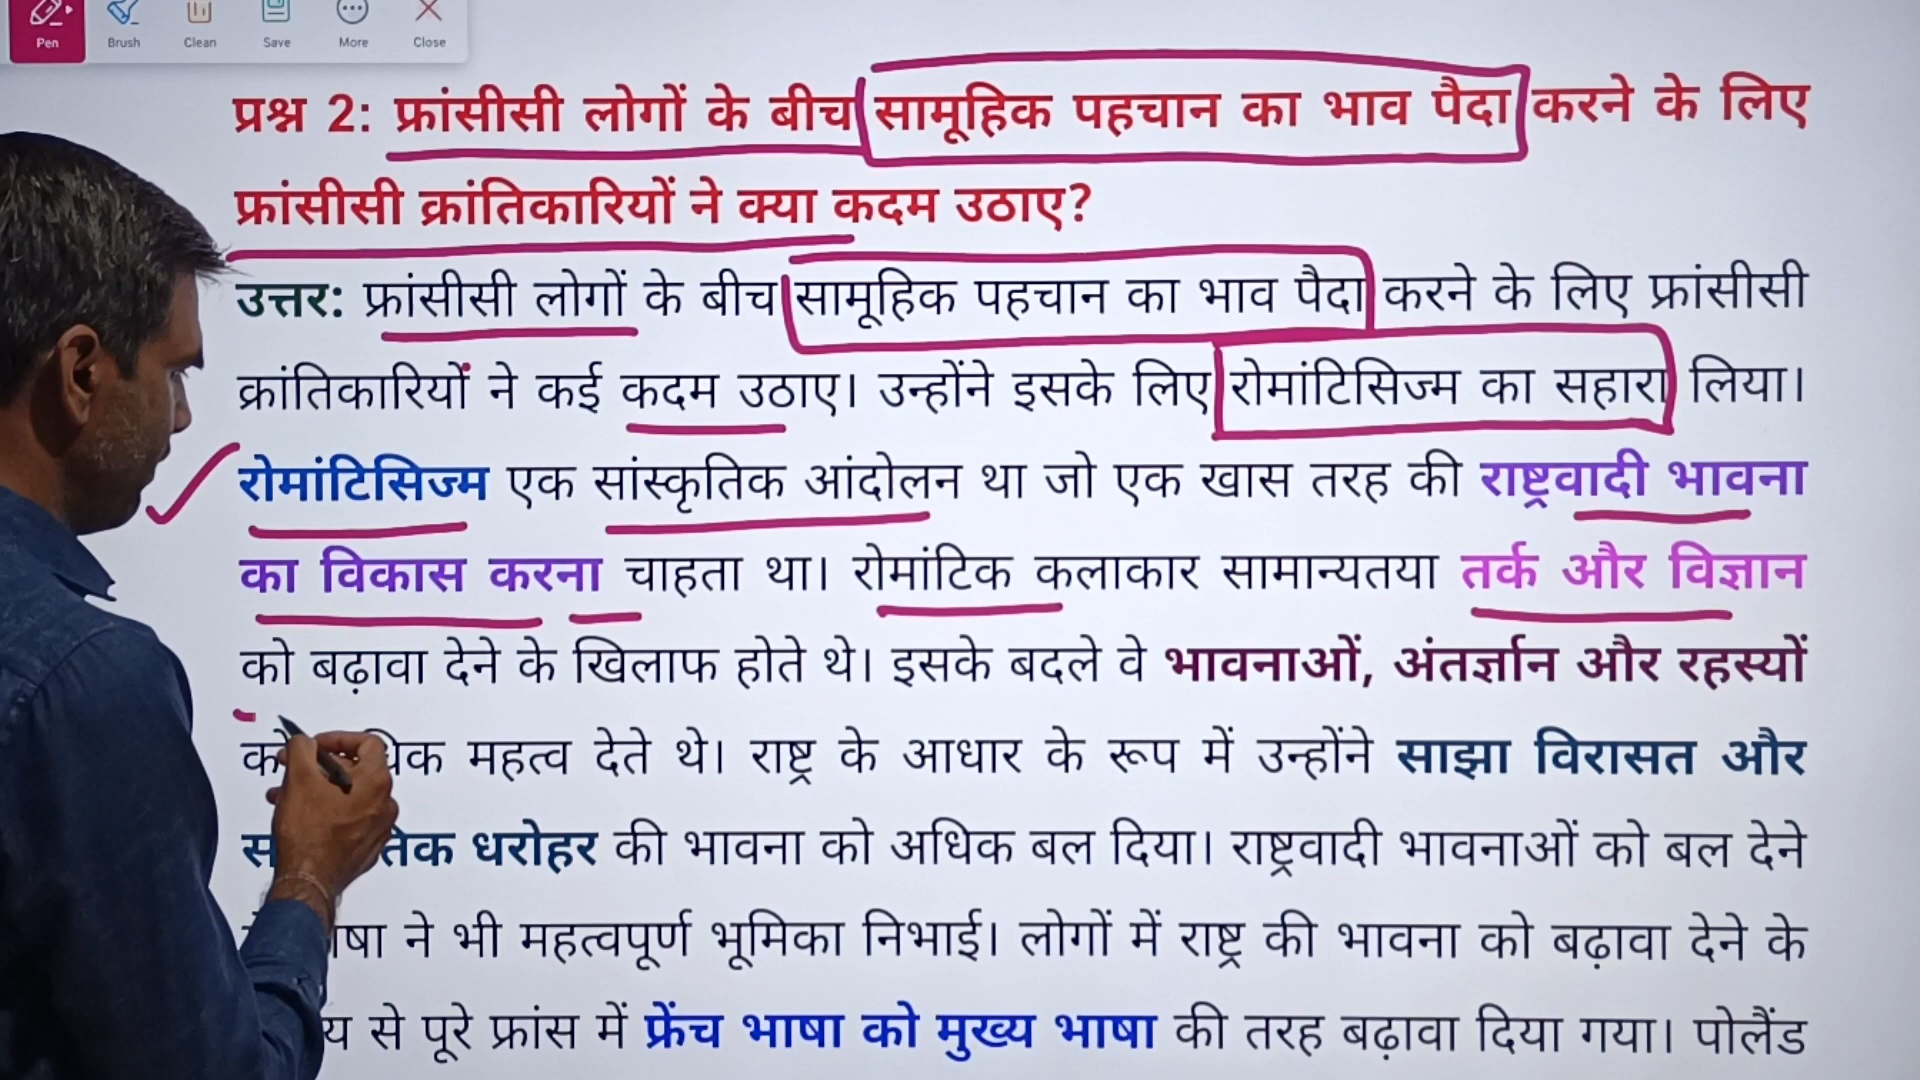 Pen Brush Clean Save More Close
प्रश्न 2: फ्रांसीसी लोगों के बीच सामूहिक पहचान का भाव पैदा करने के लिए
फ्रांसीसी क्रांतिकारियों ने क्या कदम उठाए?
उत्तर: फ्रांसीसी लोगों के बीच सामूहिक पहचान का भाव पैदा करने के लिए फ्रांसीसी
क्रांतिकारियों ने कई कदम उठाए। उन्होंने इसके लिए रोमांटिसिज्म का सहारा लिया।
रोमांटिसिज्म एक सांस्कृतिक आंदोलन था जो एक खास तरह की राष्ट्रवादी भावना
का विकास करना चाहता था। रोमांटिक कलाकार सामान्यतया तर्क और विज्ञान
को बढ़ावा देने के खिलाफ होते थे। इसके बदले वे भावनाओं, अंतर्ज्ञान और रहस्यों
महत्व देते थे। राष्ट्र के आधार के रूप में उन्होंने साझा विरासत और
धरोहर की भावना को अधिक बल दिया। राष्ट्रवादी भावनाओं को बल देने
ने भी महत्वपूर्ण भूमिका निभाई। लोगों में राष्ट्र की भावना को बढ़ावा देने के
से पूरे फ्रांस में फ्रेंच भाषा को मुख्य भाषा की तरह बढ़ावा दिया गया। पोलैंड